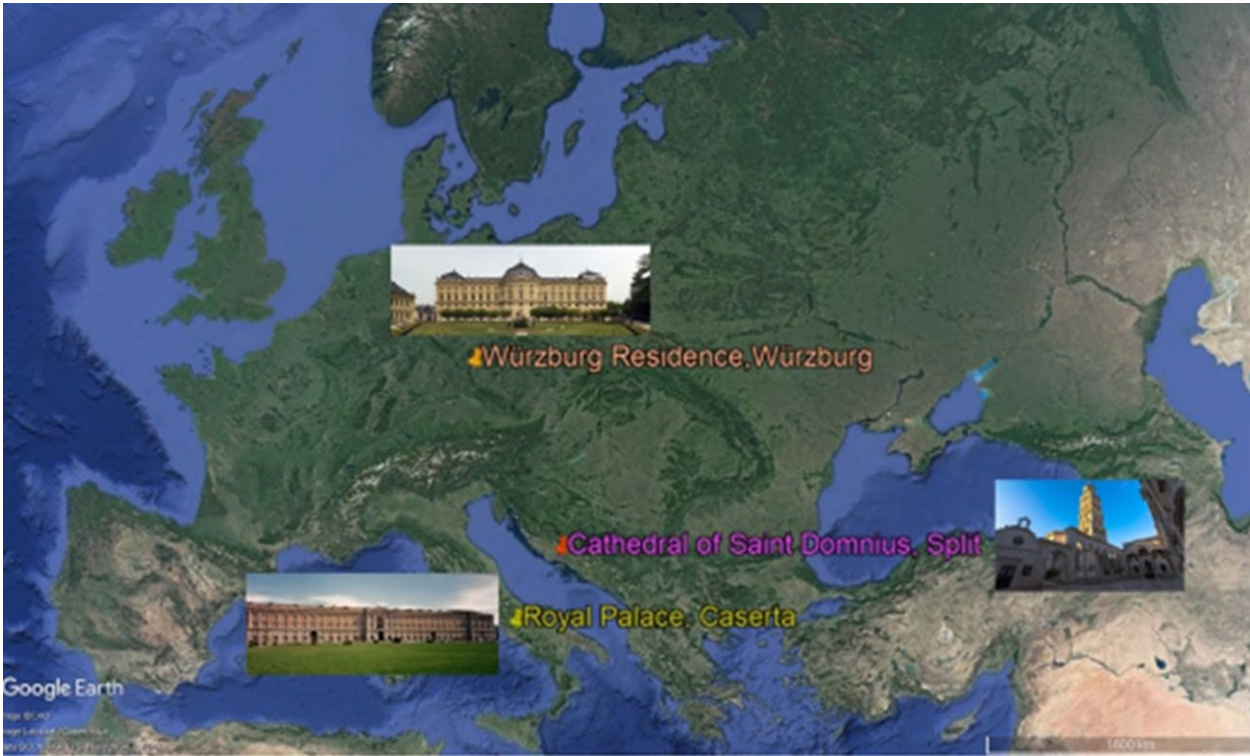 Würzburg Residence,Würzburg
Cathedral of Saint Domnius, Split
Royal Palace, Caserta
Google Earth
1600 km